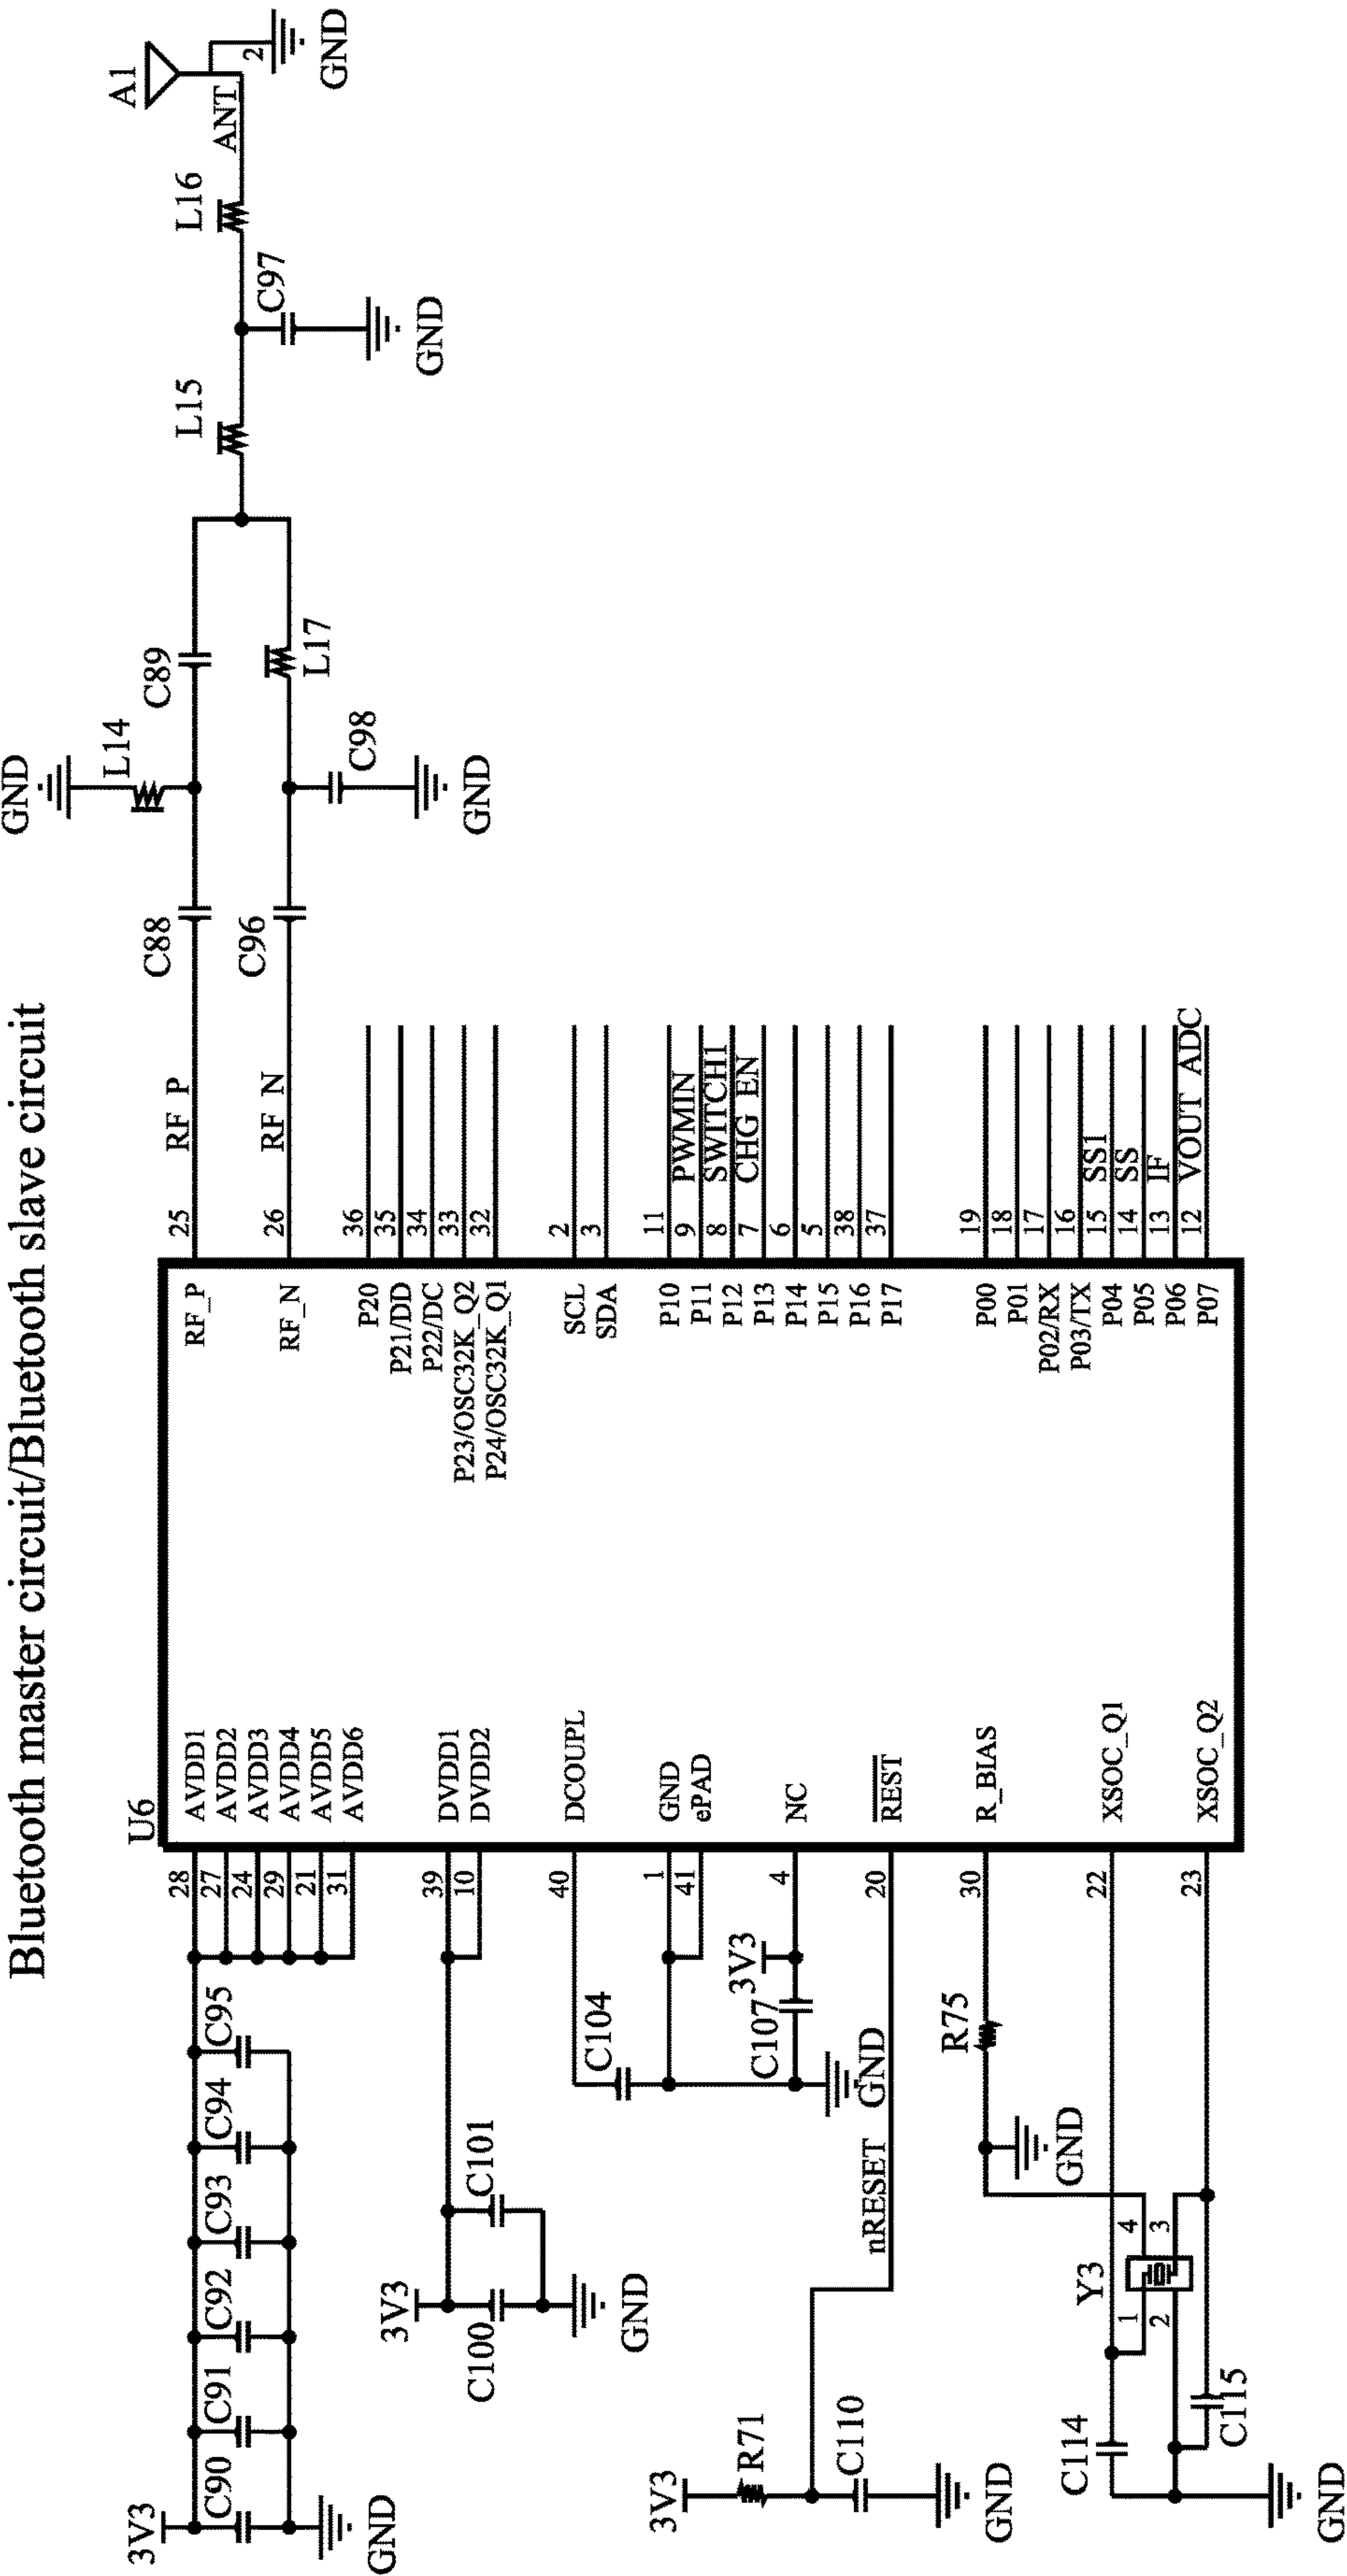 Bluetooth master circuit/Bluetooth slave circuit
U6
3V3
C90
C91
C92
C93
C94
C95
GND
28 AVDD1
27 AVDD2
24 AVDD3
29 AVDD4
21 AVDD5
31 AVDD6
3V3
C100
C101
GND
39 DVDD1
10 DVDD2
C104
40 DCOUPL
1 GND
41 ePAD
3V3
C107
4 NC
GND
3V3
R71
C110
GND
nRESET
20 REST
R75
30 R_BIAS
GND
C114
Y3
1
2
4
3
C115
GND
22 XSOC_Q1
23 XSOC_Q2
RF_P 25 RF_P
RF_N 26 RF_N
P20 36
P21/DD 35
P22/DC 34
P23/OSC32K_Q2 33
P24/OSC32K_Q1 32
SCL 2
SDA 3
P10 11
P11 9 PWMIN
P12 8 SWITCH1
P13 7 CHG_EN
P14 6
P15 5
P16 38
P17 37
P00 19
P01 18
P02/RX 17
P03/TX 16
P04 15 SS1
P05 14 SS
P06 13 IF
P07 12 VOUT_ADC
C88
C96
GND
L14
C98
GND
C89
L17
L15
C97
GND
L16
ANT
A1
2
GND